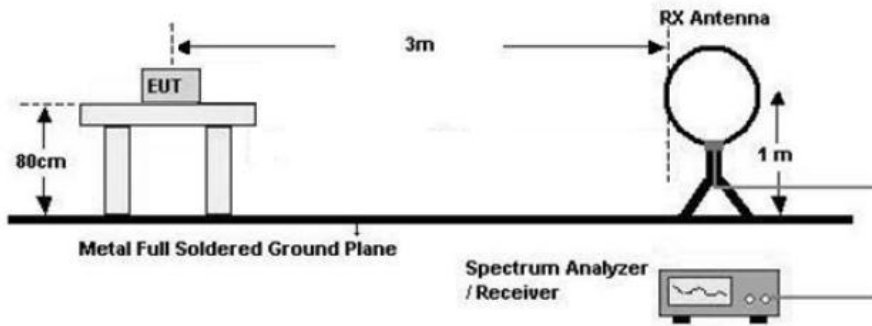 RX Antenna
3m
EUT
80cm
1 m
Metal Full Soldered Ground Plane
Spectrum Analyzer
/ Receiver